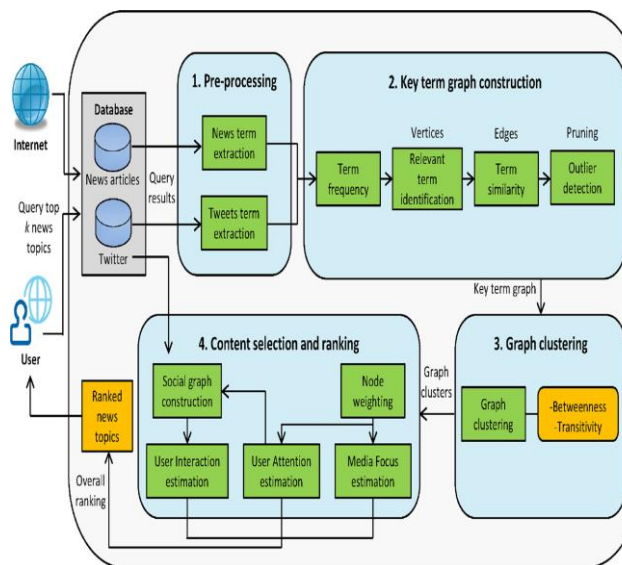 Internet
Query top
k news
topics
User
Database
News articles
Twitter
Query
results
1. Pre-processing
News term
extraction
Tweets term
extraction
2. Key term graph construction
Vertices
Edges
Pruning
Term
frequency
Relevant
term
identification
Term
similarity
Outlier
detection
Key term graph
3. Graph clustering
Graph
clustering
-Betweenness
-Transitivity
Graph
clusters
4. Content selection and ranking
Social graph
construction
Node
weighting
User Interaction
estimation
User Attention
estimation
Media Focus
estimation
Ranked
news
topics
Overall
ranking